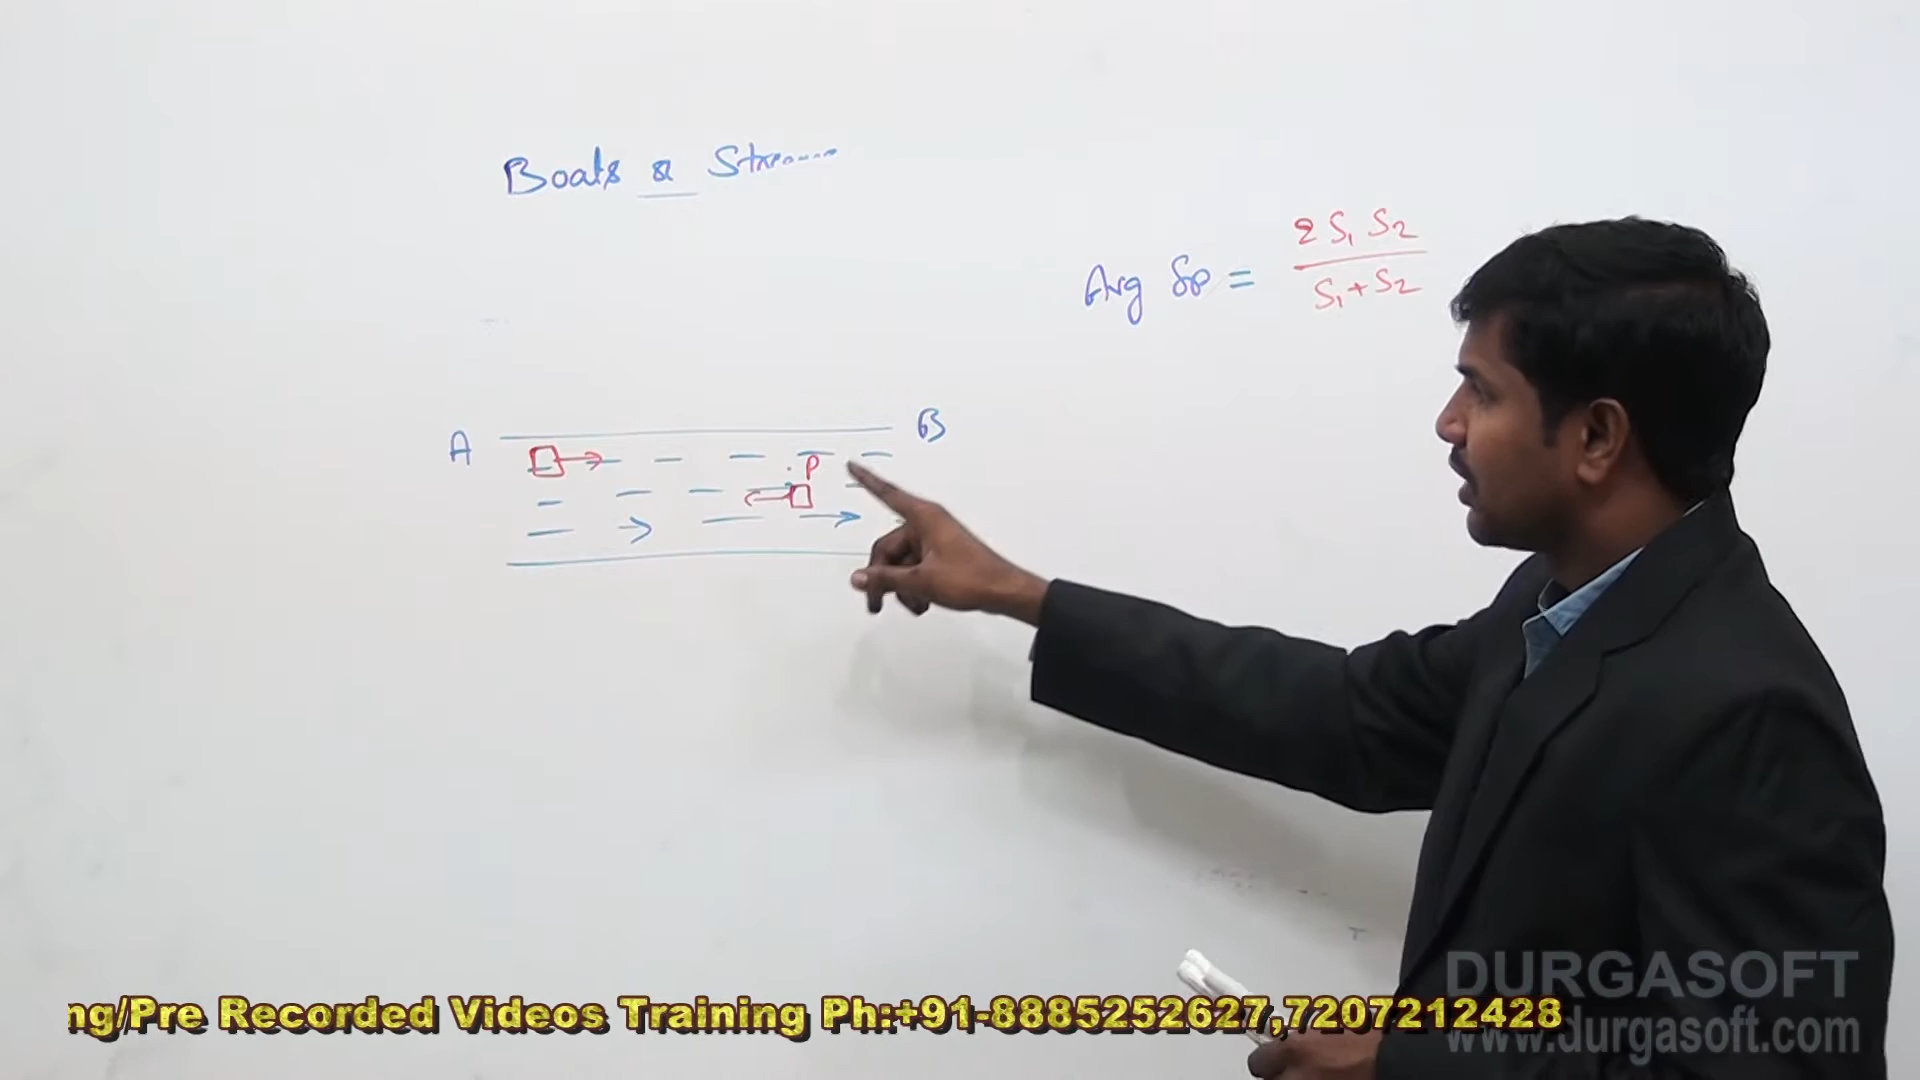 Boats &
Avg Sp = 2 S₁ S₂ / S₁ + S₂
A
B
P
DURGASOFT
www.durgasoft.com
ng/Pre Recorded Videos Training Ph:+91-8885252627,7207212428